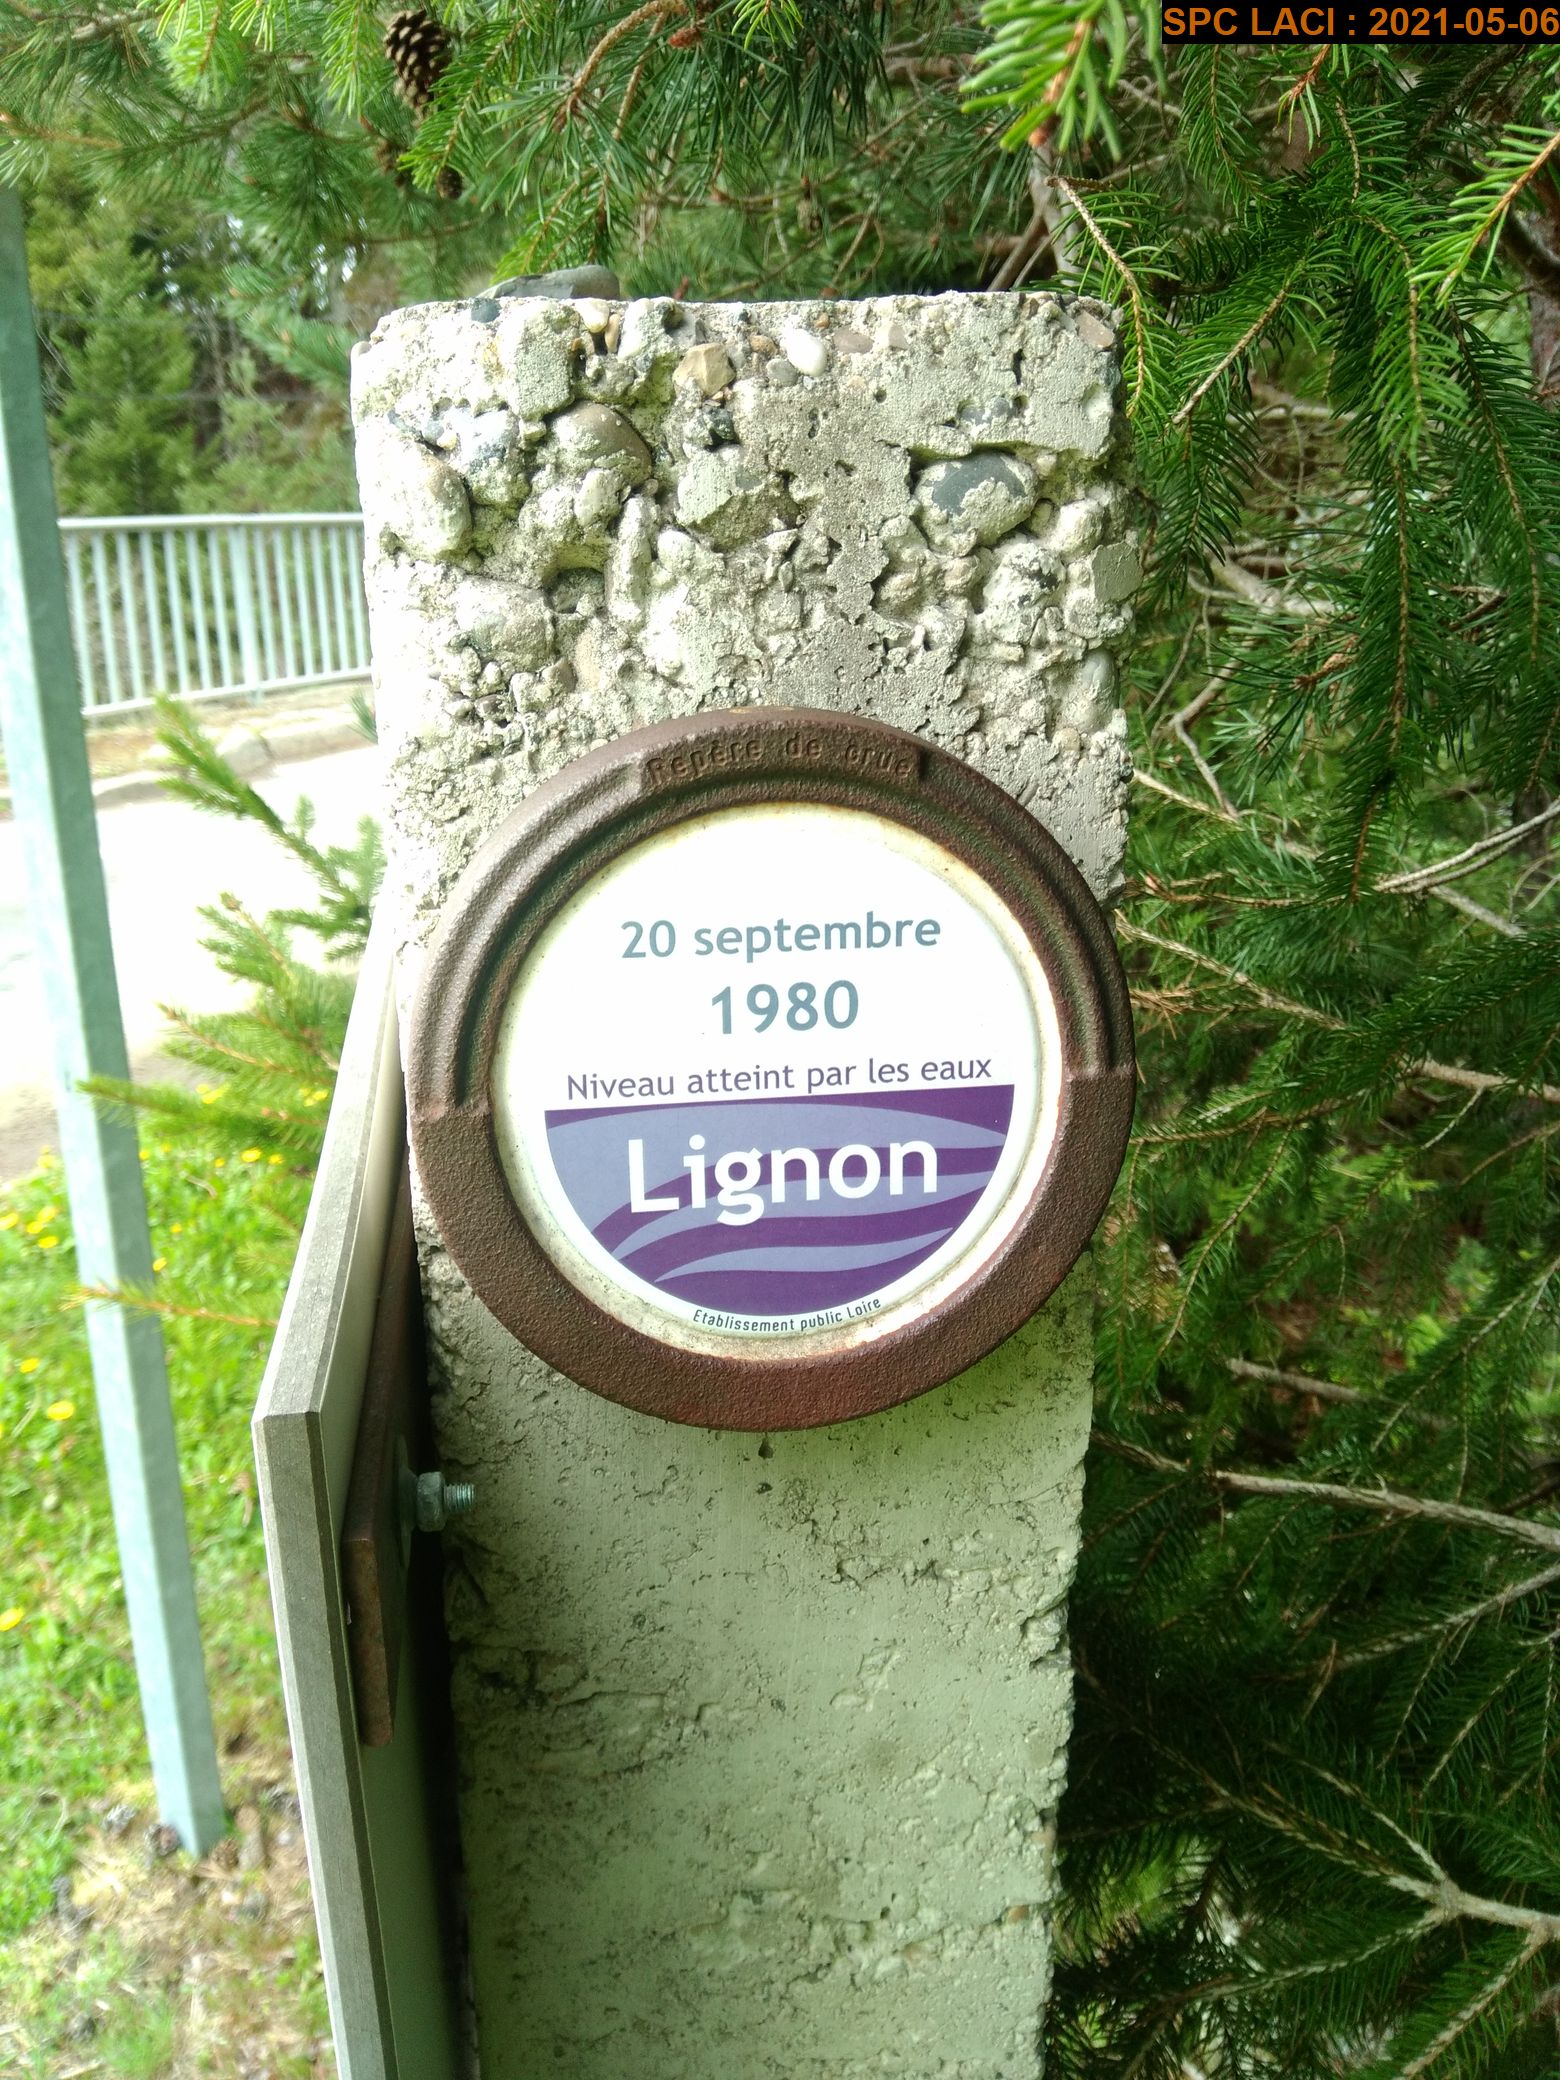 SPC LACI : 2021-05-06
Repère de crue
20 septembre
1980
Niveau atteint par les eaux
Lignon
Etablissement public Loire